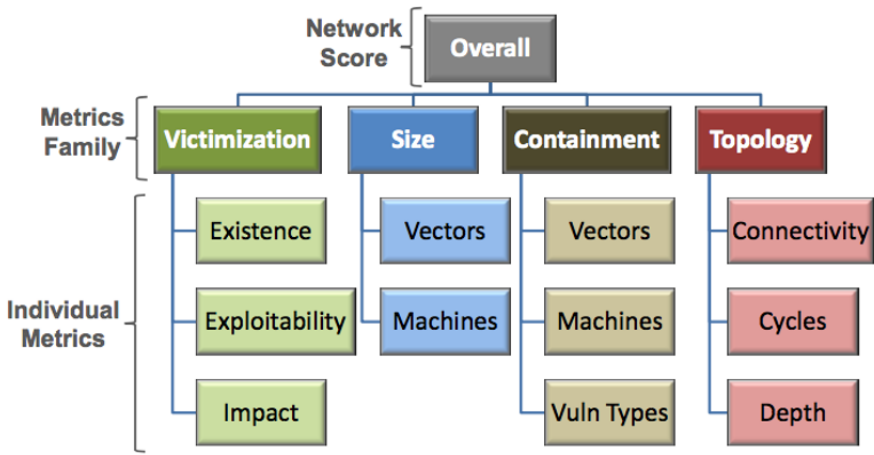 Network
Score
Overall
Metrics
Family
Victimization
Size
Containment
Topology
Individual
Metrics
Existence
Vectors
Vectors
Connectivity
Exploitability
Machines
Machines
Cycles
Impact
Vuln Types
Depth